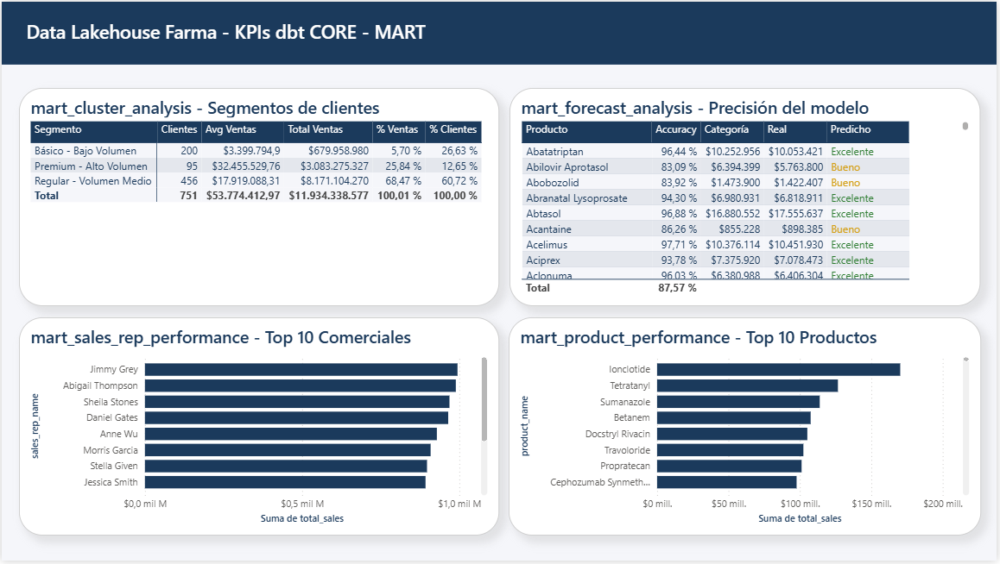 Data Lakehouse Farma - KPIs dbt CORE - MART
mart_cluster_analysis - Segmentos de clientes
Segmento Clientes Avg Ventas Total Ventas % Ventas % Clientes
Básico - Bajo Volumen 200 $3.399.794,9 $679.958.980 5,70 % 26,63 %
Premium - Alto Volumen 95 $32.455.529,76 $3.083.275.327 25,84 % 12,65 %
Regular - Volumen Medio 456 $17.919.088,31 $8.171.104.270 68,47 % 60,72 %
Total 751 $53.774.412,97 $11.934.338.577 100,01 % 100,00 %
mart_forecast_analysis - Precisión del modelo
Producto Accuracy Categoría Real Predicho
Abatatriptan 96,44 % $10.252.956 $10.053.421 Excelente
Abilovir Aprotasol 83,09 % $6.394.399 $5.763.800 Bueno
Abobozolid 83,92 % $1.473.900 $1.422.407 Bueno
Abranatal Lysoprosate 94,30 % $6.980.931 $6.818.911 Excelente
Abtasol 96,88 % $16.880.552 $17.555.637 Excelente
Acantaine 86,26 % $855.228 $898.385 Bueno
Acelimus 97,71 % $10.376.114 $10.451.930 Excelente
Aciprex 93,78 % $7.375.920 $7.078.473 Excelente
Aclonuma 96,03 % $6.380.988 $6.406.304 Excelente
Total 87,57 %
mart_sales_rep_performance - Top 10 Comerciales
sales_rep_name
Jimmy Grey
Abigail Thompson
Sheila Stones
Daniel Gates
Anne Wu
Morris Garcia
Stella Given
Jessica Smith
$0,0 mil M $0,5 mil M $1,0 mil M
Suma de total_sales
mart_product_performance - Top 10 Productos
product_name
Ionclotide
Tetratanyl
Sumanazole
Betanem
Docstryl Rivacin
Travoloride
Propratecan
Cephozumab Synmeth...
$0 mill. $50 mill. $100 mill. $150 mill. $200 mill.
Suma de total_sales